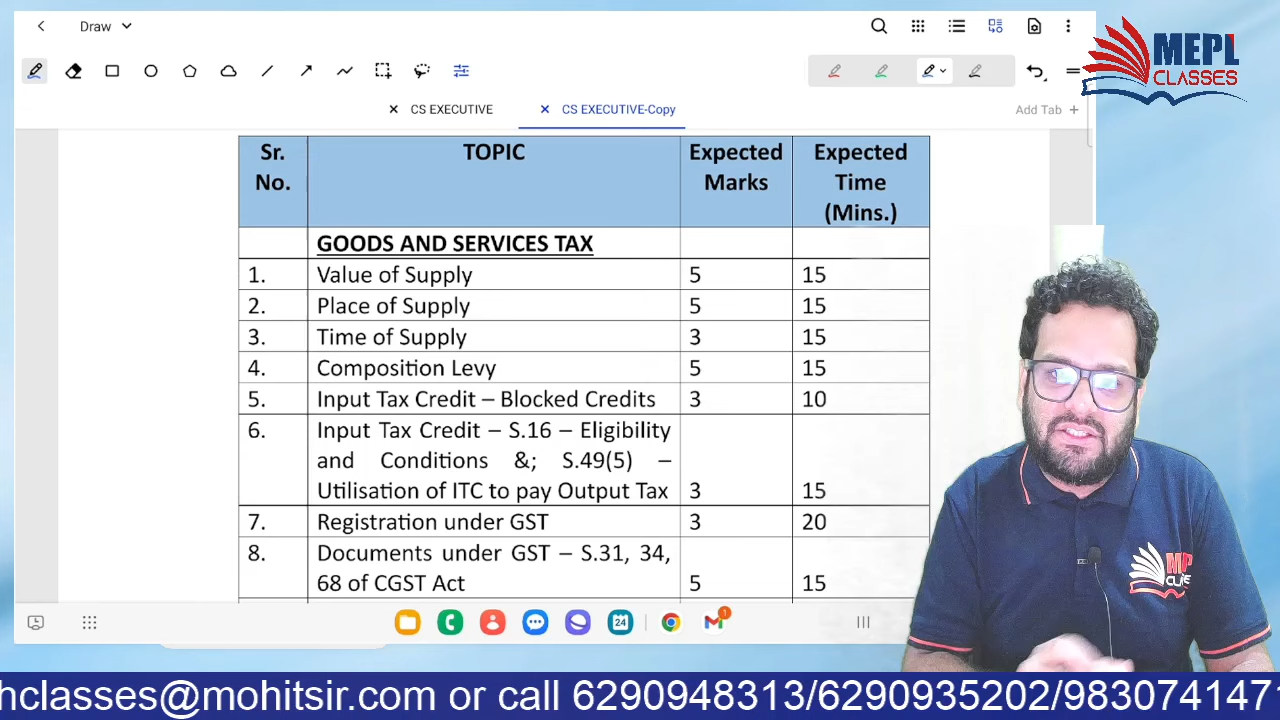 Draw
MEPL
CLASSES
CS EXECUTIVE
CS EXECUTIVE-Copy
Add Tab +
Sr. No.
TOPIC
Expected Marks
Expected Time (Mins.)
GOODS AND SERVICES TAX
1. Value of Supply 5 15
2. Place of Supply 5 15
3. Time of Supply 3 15
4. Composition Levy 5 15
5. Input Tax Credit – Blocked Credits 3 10
6. Input Tax Credit – S.16 – Eligibility
and Conditions &; S.49(5) –
Utilisation of ITC to pay Output Tax 3 15
7. Registration under GST 3 20
8. Documents under GST – S.31, 34,
68 of CGST Act 5 15
24
1
hclasses@mohitsir.com or call 6290948313/6290935202/983074147